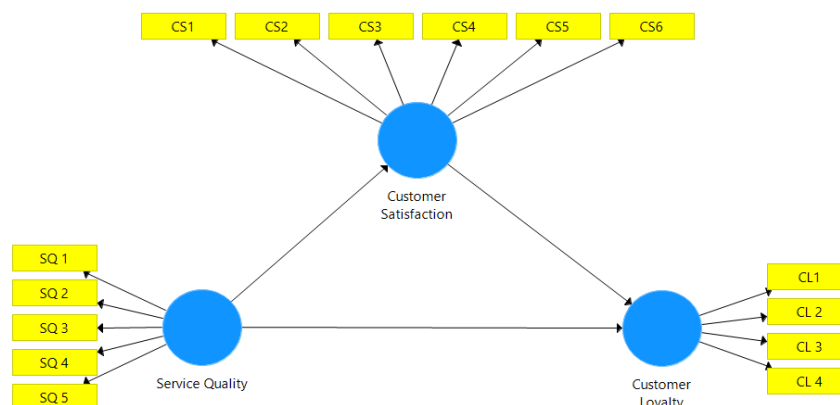 CS1
CS2
CS3
CS4
CS5
CS6
Customer
Satisfaction
SQ 1
SQ 2
SQ 3
SQ 4
SQ 5
Service Quality
CL1
CL 2
CL 3
CL 4
Customer
Loyalty